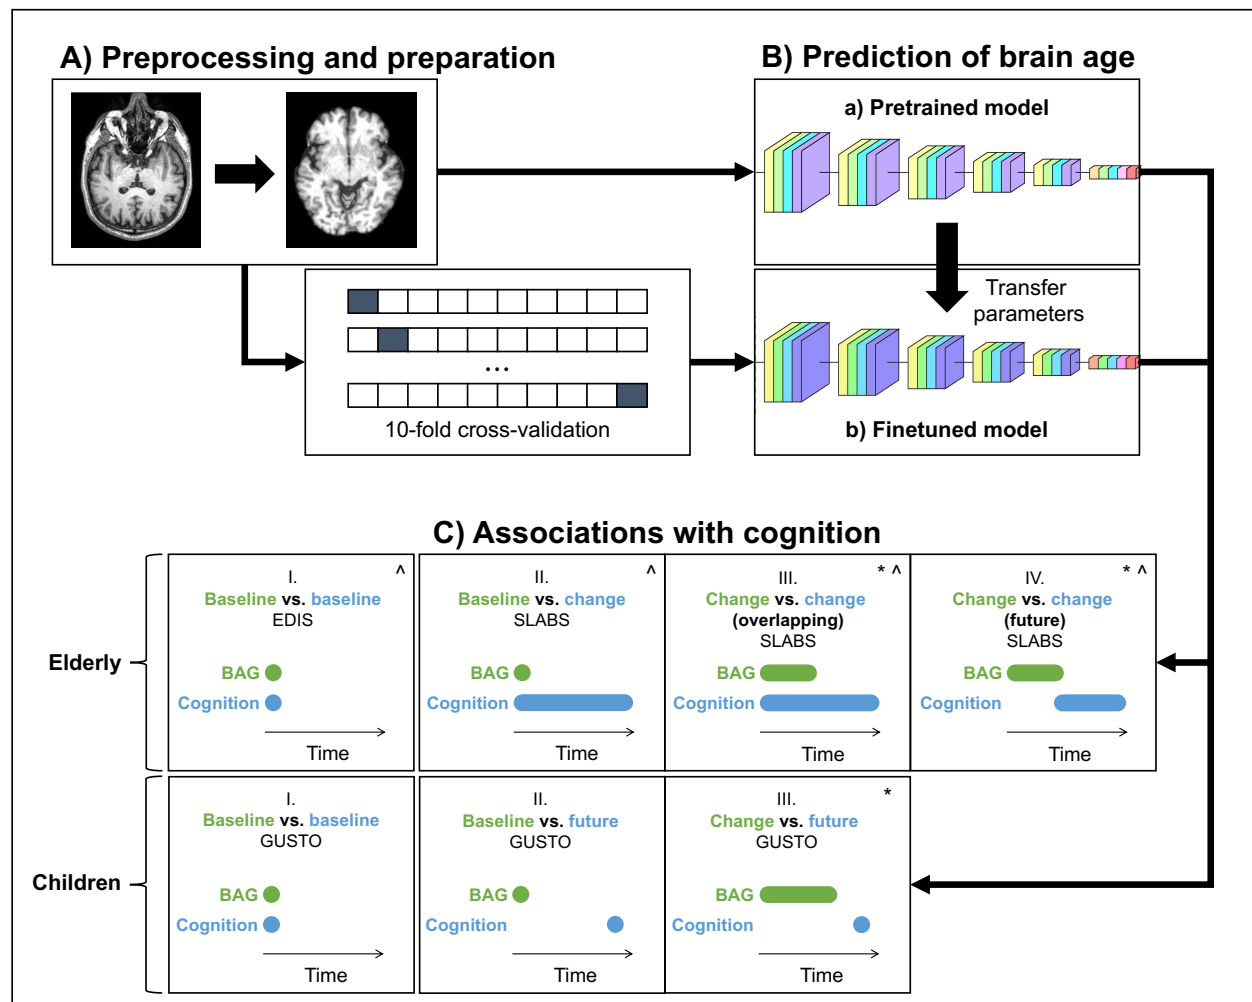 A) Preprocessing and preparation
B) Prediction of brain age
a) Pretrained model
Transfer
parameters
...
10-fold cross-validation
b) Finetuned model
C) Associations with cognition
Elderly
^
I.
Baseline vs. baseline
EDIS
BAG
Cognition
Time
^
II.
Baseline vs. change
SLABS
BAG
Cognition
Time
* ^
III.
Change vs. change
(overlapping)
SLABS
BAG
Cognition
Time
* ^
IV.
Change vs. change
(future)
SLABS
BAG
Cognition
Time
Children
I.
Baseline vs. baseline
GUSTO
BAG
Cognition
Time
II.
Baseline vs. future
GUSTO
BAG
Cognition
Time
*
III.
Change vs. future
GUSTO
BAG
Cognition
Time